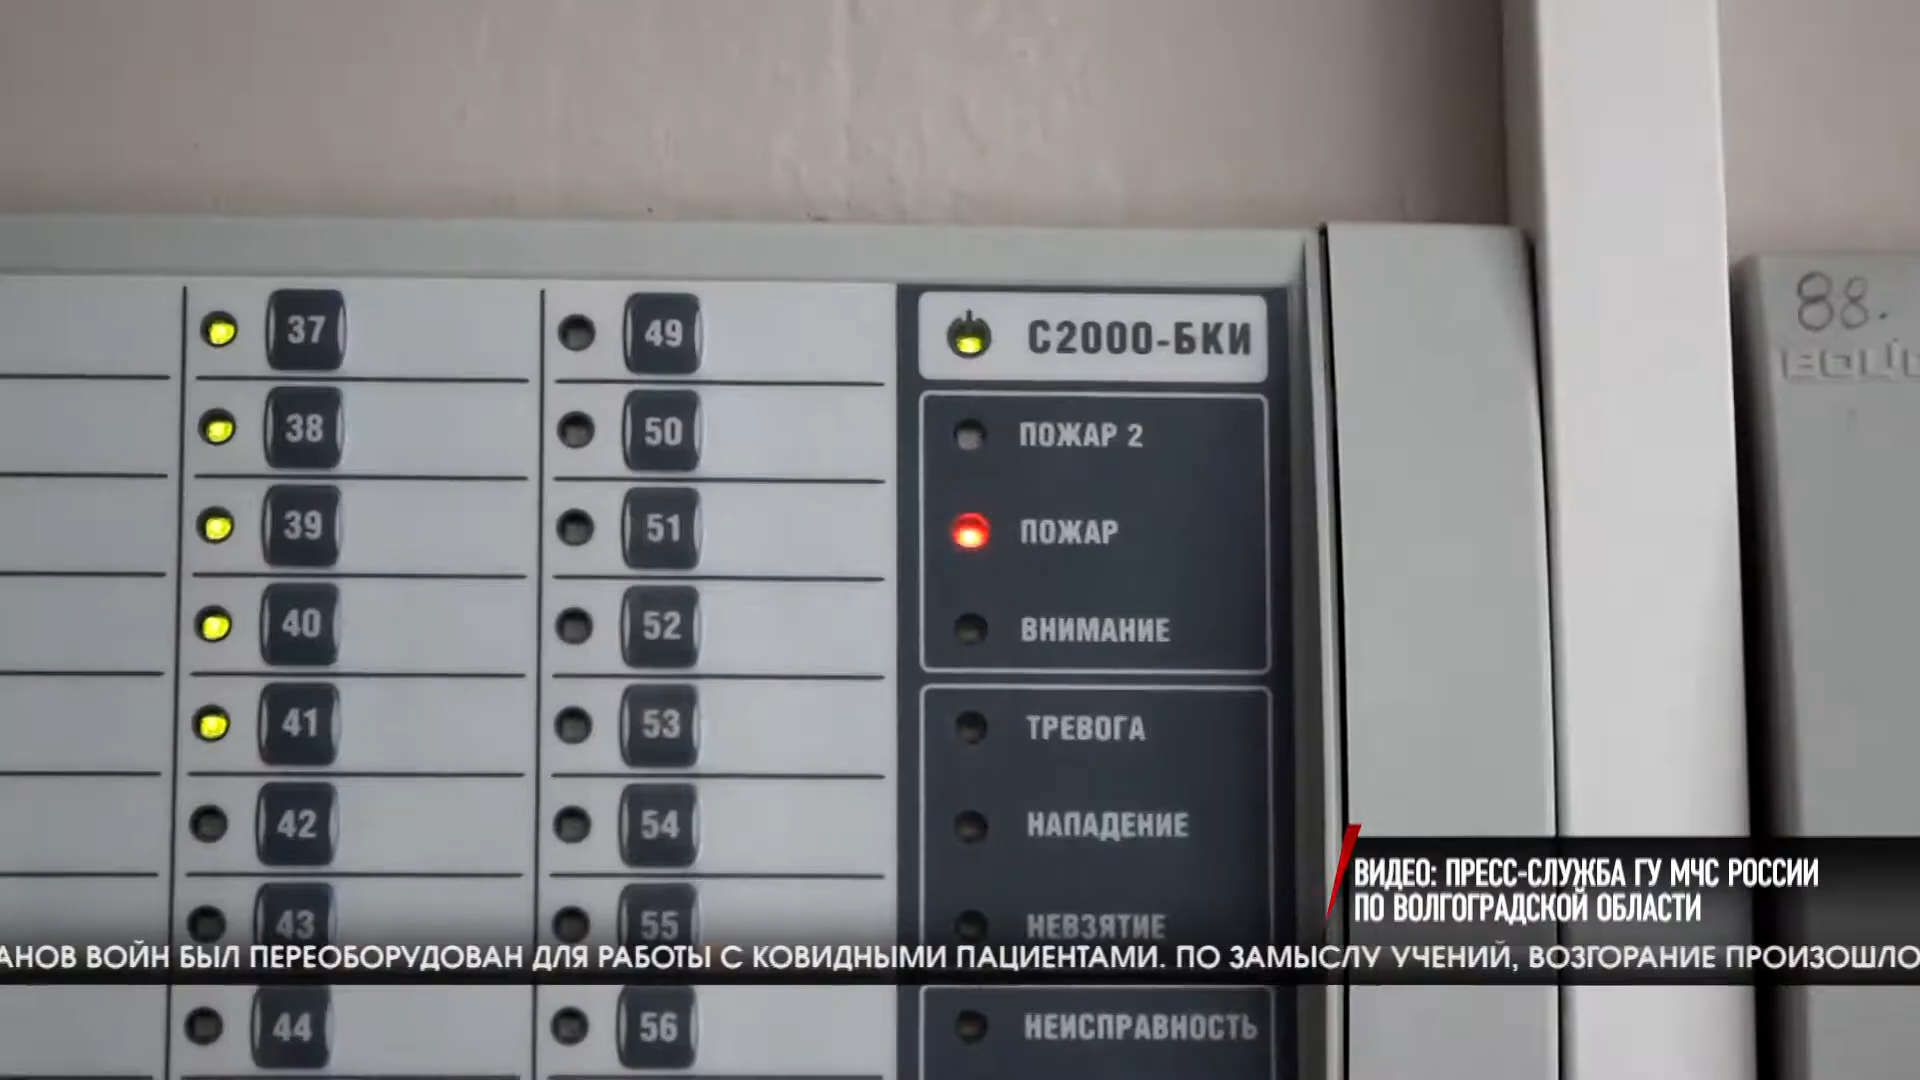 88.
37
49
С2000-БКИ
38
50
ПОЖАР 2
39
51
ПОЖАР
40
52
ВНИМАНИЕ
41
53
ТРЕВОГА
42
54
НАПАДЕНИЕ
43
55
НЕВЗЯТИЕ
ВИДЕО: ПРЕСС-СЛУЖБА ГУ МЧС РОССИИ
ПО ВОЛГОГРАДСКОЙ ОБЛАСТИ
АНОВ ВОЙН БЫЛ ПЕРЕОБОРУДОВАН ДЛЯ РАБОТЫ С КОВИДНЫМИ ПАЦИЕНТАМИ. ПО ЗАМЫСЛУ УЧЕНИЙ, ВОЗГОРАНИЕ ПРОИЗОШЛО
44
56
НЕИСПРАВНОСТЬ